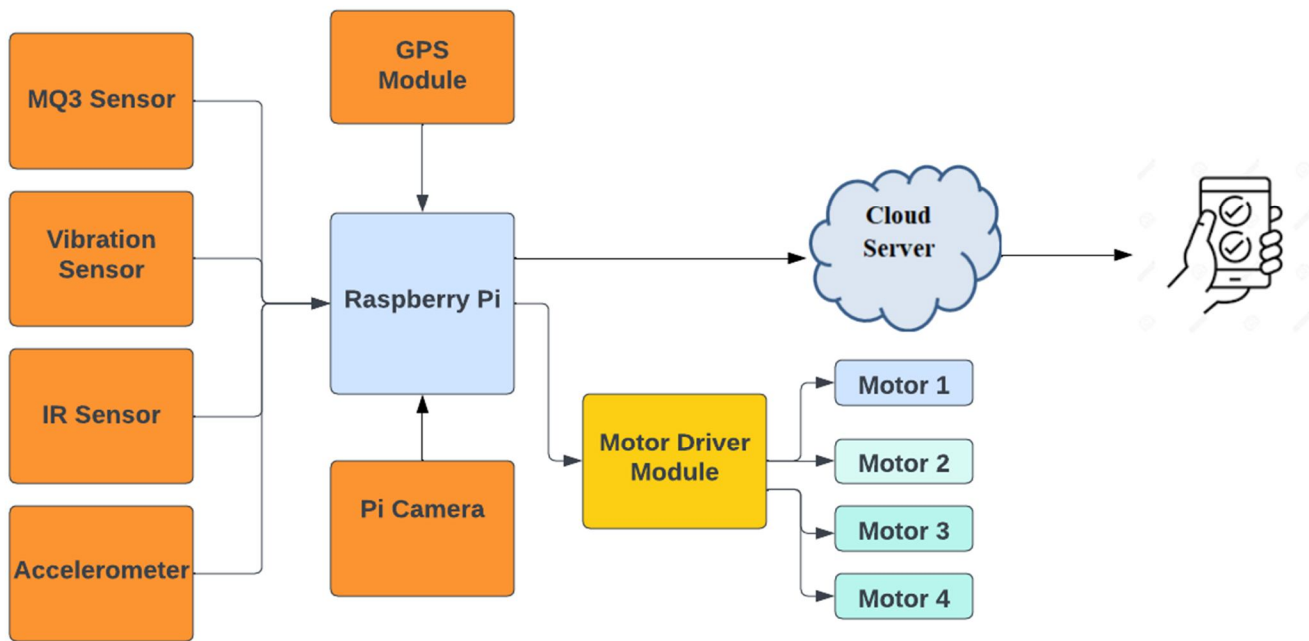 GPS
Module
MQ3 Sensor
Vibration
Sensor
Raspberry Pi
Cloud
Server
IR Sensor
Motor 1
Motor Driver
Module
Motor 2
Pi Camera
Motor 3
Accelerometer
Motor 4